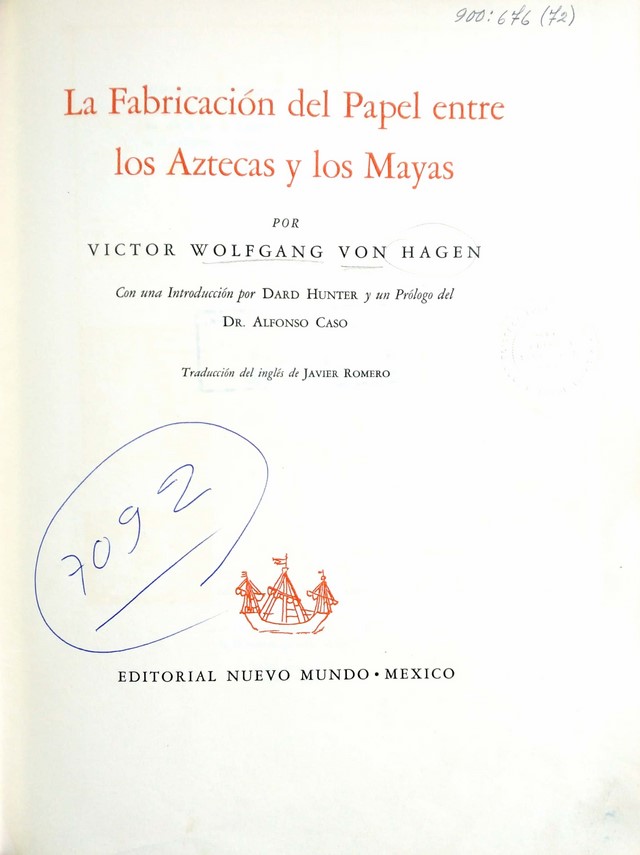 900:676 (72)
La Fabricación del Papel entre
los Aztecas y los Mayas
POR
VICTOR WOLFGANG VON HAGEN
Con una Introducción por DARD HUNTER y un Prólogo del
DR. ALFONSO CASO
Traducción del inglés de JAVIER ROMERO
7092
EDITORIAL NUEVO MUNDO • MEXICO